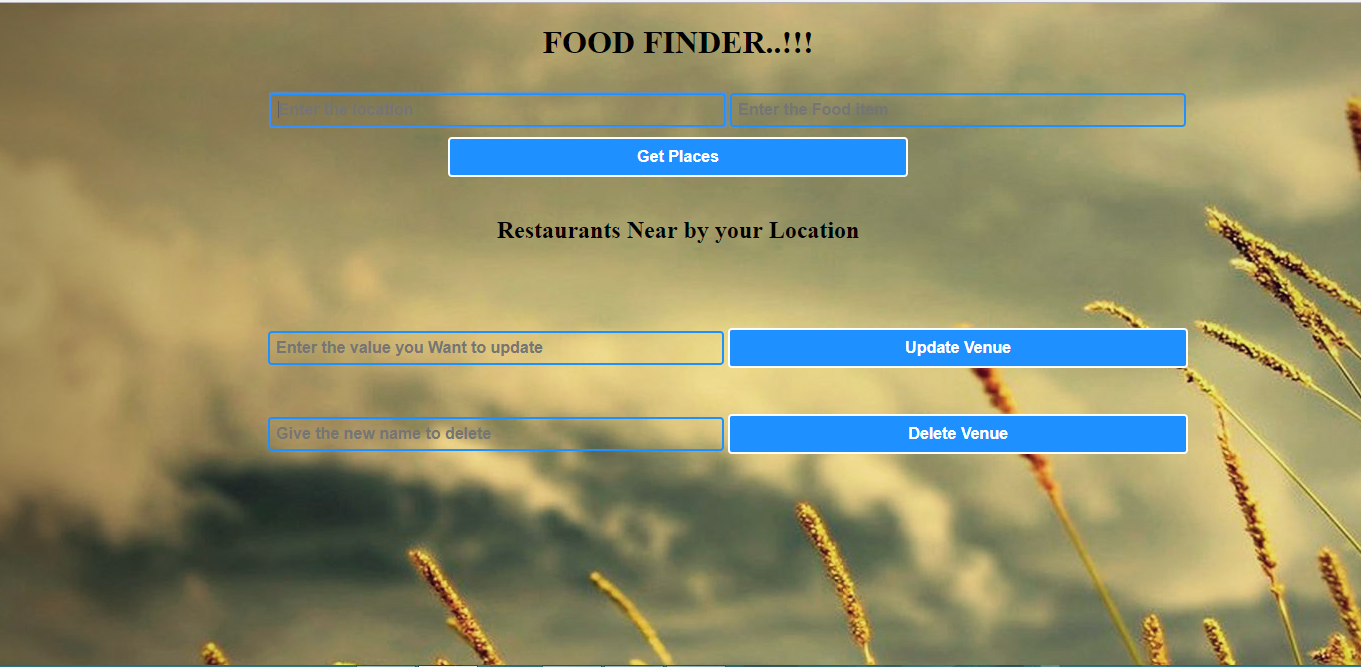 FOOD FINDER..!!!
Enter the location Enter the Food item
Get Places
Restaurants Near by your Location
Enter the value you Want to update Update Venue
Give the new name to delete Delete Venue